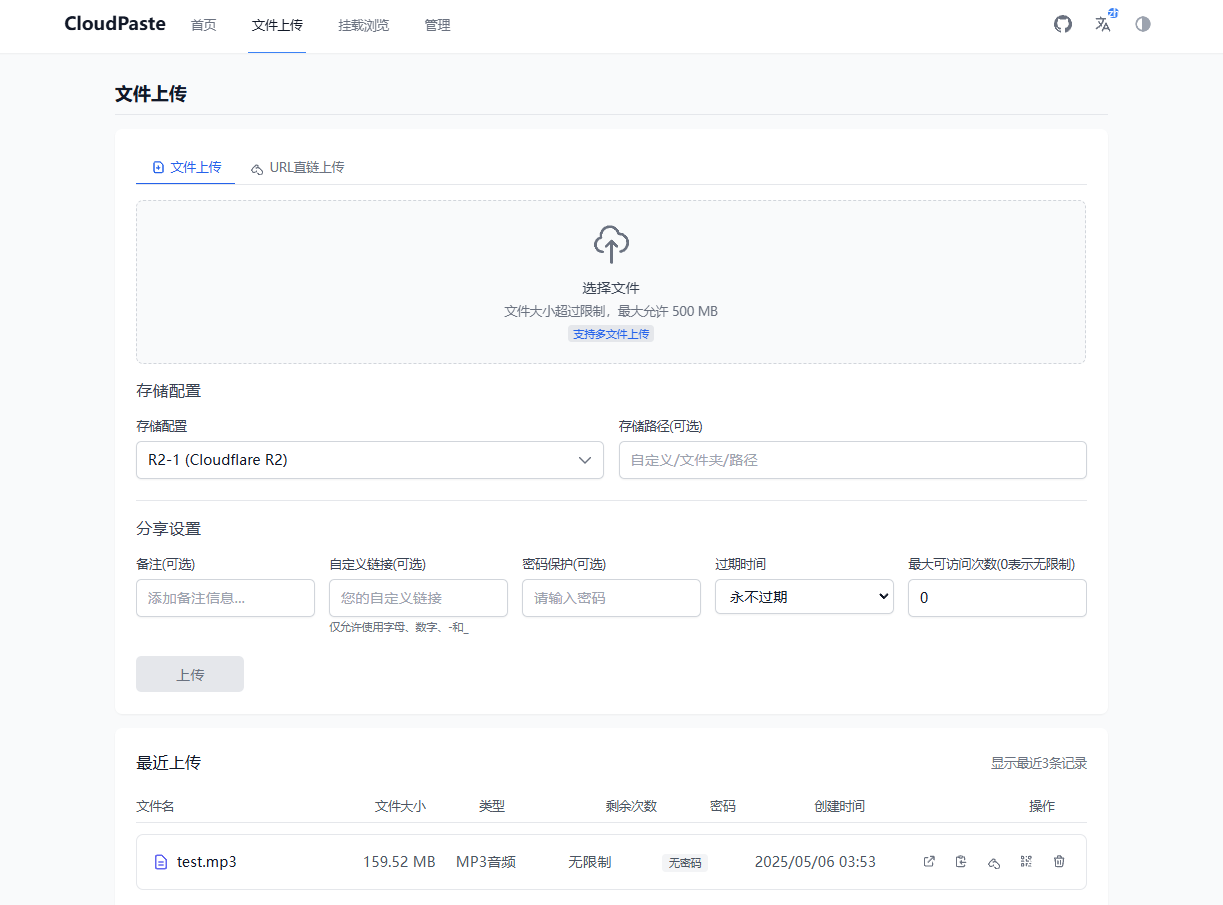 CloudPaste 首页 文件上传 挂载浏览 管理
文件上传
文件上传 URL直链上传
选择文件
文件大小超过限制，最大允许 500 MB
支持多文件上传
存储配置
存储配置 存储路径(可选)
R2-1 (Cloudflare R2) 自定义/文件夹/路径
分享设置
备注(可选) 自定义链接(可选) 密码保护(可选) 过期时间 最大可访问次数(0表示无限制)
添加备注信息... 您的自定义链接 请输入密码 永不过期 0
仅允许使用字母、数字、-和_
上传
最近上传 显示最近3条记录
文件名 文件大小 类型 剩余次数 密码 创建时间 操作
test.mp3 159.52 MB MP3音频 无限制 无密码 2025/05/06 03:53